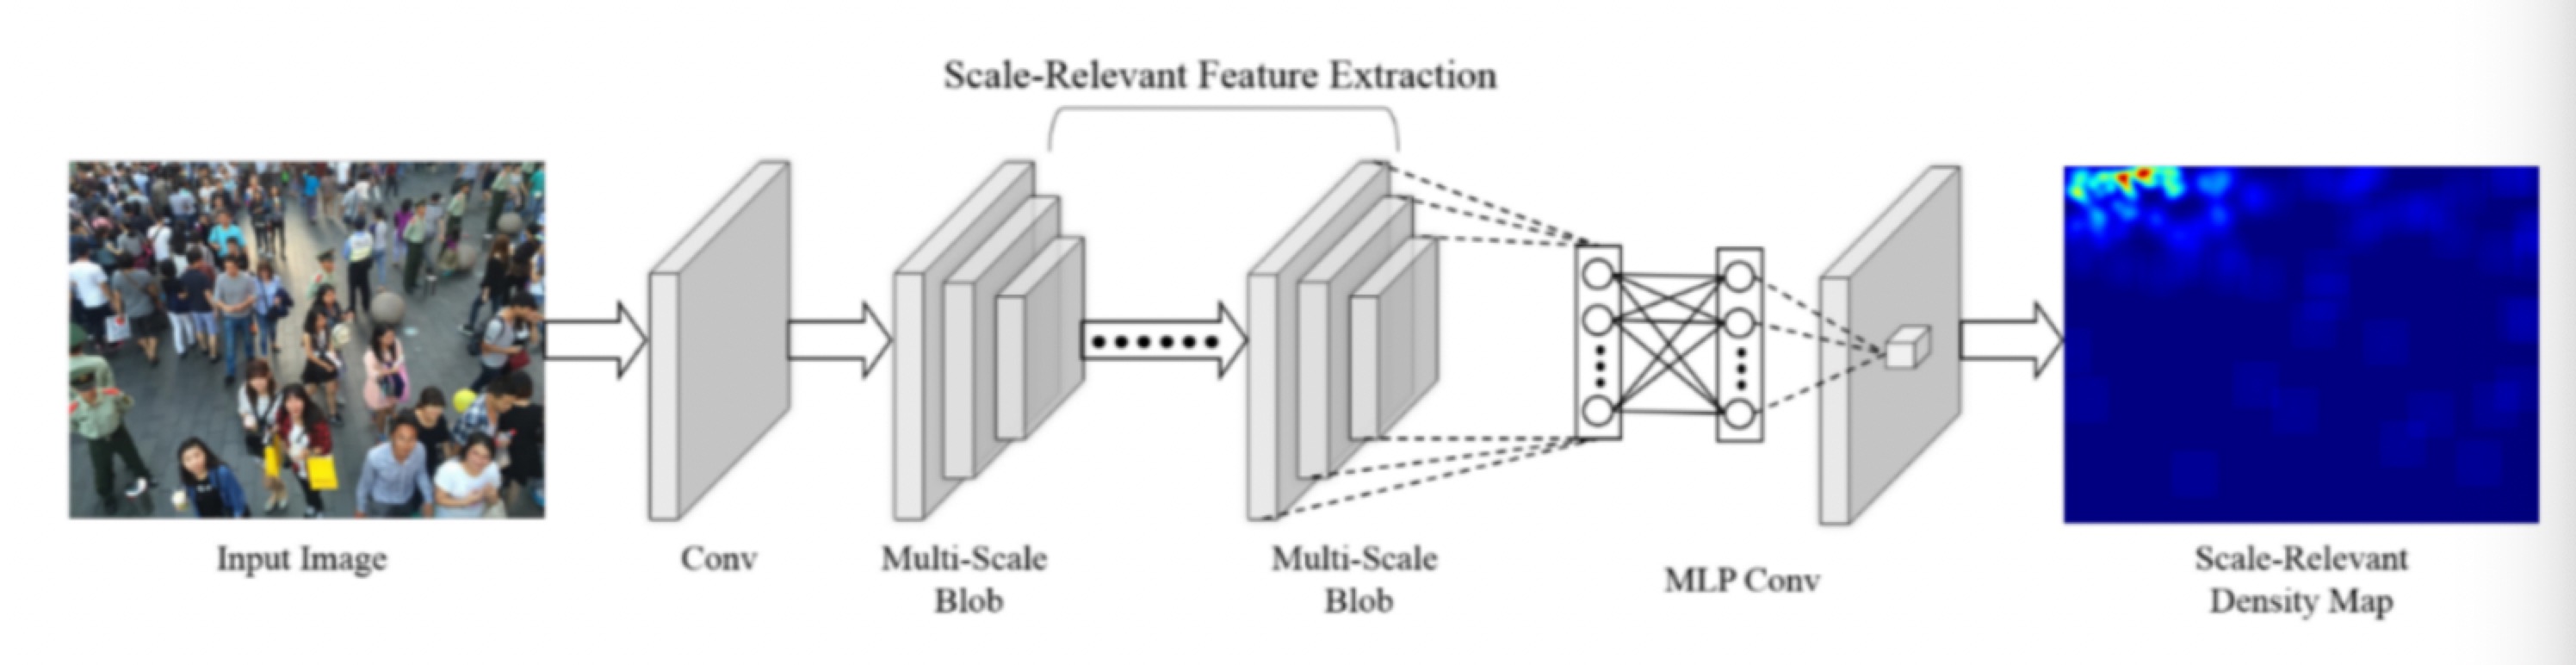 Scale-Relevant Feature Extraction
Input Image
Conv
Multi-Scale
Blob
Multi-Scale
Blob
MLP Conv
Scale-Relevant
Density Map